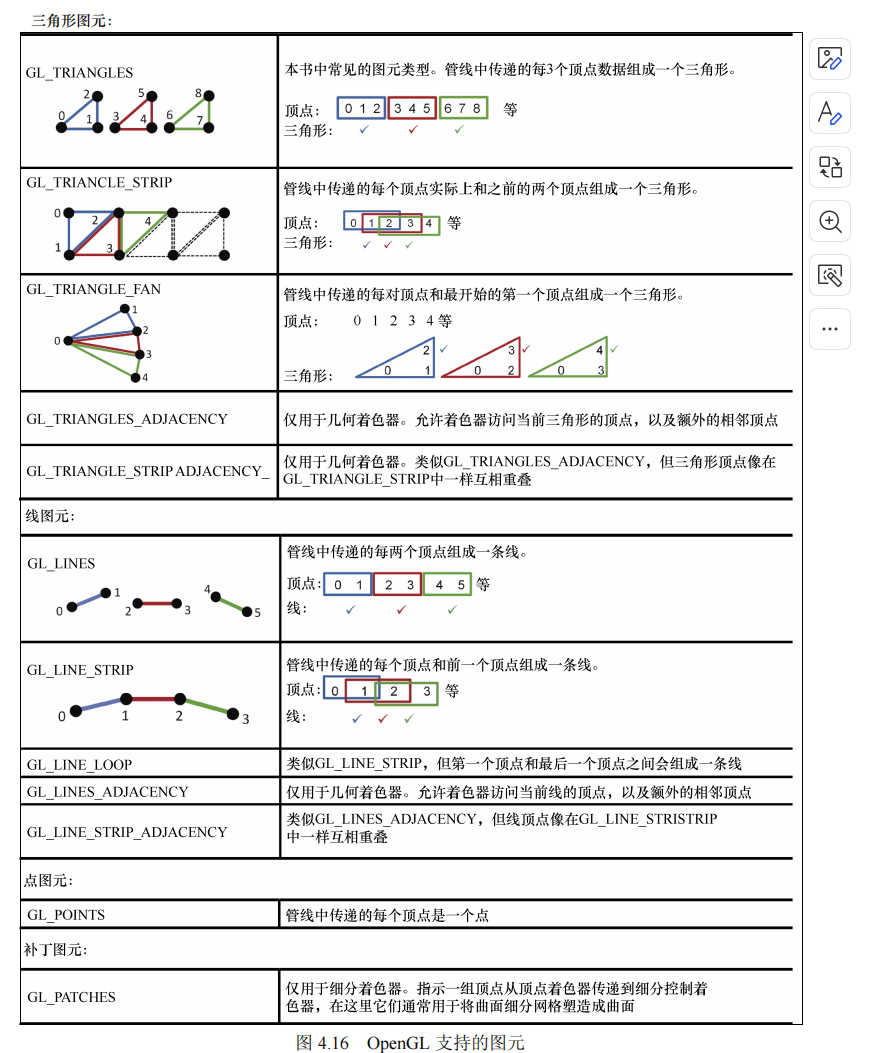 三角形图元：
GL_TRIANGLES
本书中常见的图元类型。管线中传递的每3个顶点数据组成一个三角形。
0 1 2 3 4 5 6 7 8
顶点： 0 1 2 3 4 5 6 7 8 等
三角形： ✓ ✓ ✓
GL_TRIANCLE_STRIP
管线中传递的每个顶点实际上和之前的两个顶点组成一个三角形。
0 2 4
1 3
顶点： 0 1 2 3 4 等
三角形： ✓ ✓ ✓
GL_TRIANGLE_FAN
管线中传递的每对顶点和最开始的第一个顶点组成一个三角形。
0 1 2 3 4
顶点： 0 1 2 3 4等
2 ✓ 3 ✓ 4 ✓
三角形： 0 1 0 2 0 3
GL_TRIANGLES_ADJACENCY
仅用于几何着色器。允许着色器访问当前三角形的顶点，以及额外的相邻顶点
GL_TRIANGLE_STRIP ADJACENCY_
仅用于几何着色器。类似GL_TRIANGLES_ADJACENCY，但三角形顶点像在
GL_TRIANGLE_STRIP中一样互相重叠
线图元：
GL_LINES
管线中传递的每两个顶点组成一条线。
0 1 2 3 4 5
顶点： 0 1 2 3 4 5 等
线： ✓ ✓ ✓
GL_LINE_STRIP
管线中传递的每个顶点和前一个顶点组成一条线。
0 1 2 3
顶点： 0 1 2 3 等
线： ✓ ✓ ✓
GL_LINE_LOOP
类似GL_LINE_STRIP，但第一个顶点和最后一个顶点之间会组成一条线
GL_LINES_ADJACENCY
仅用于几何着色器。允许着色器访问当前线的顶点，以及额外的相邻顶点
GL_LINE_STRIP_ADJACENCY
类似GL_LINES_ADJACENCY，但线顶点像在GL_LINE_STRISTRIP
中一样互相重叠
点图元：
GL_POINTS
管线中传递的每个顶点是一个点
补丁图元：
GL_PATCHES
仅用于细分着色器。指示一组顶点从顶点着色器传递到细分控制着
色器，在这里它们通常用于将曲面细分网格塑造成曲面
图 4.16 OpenGL 支持的图元